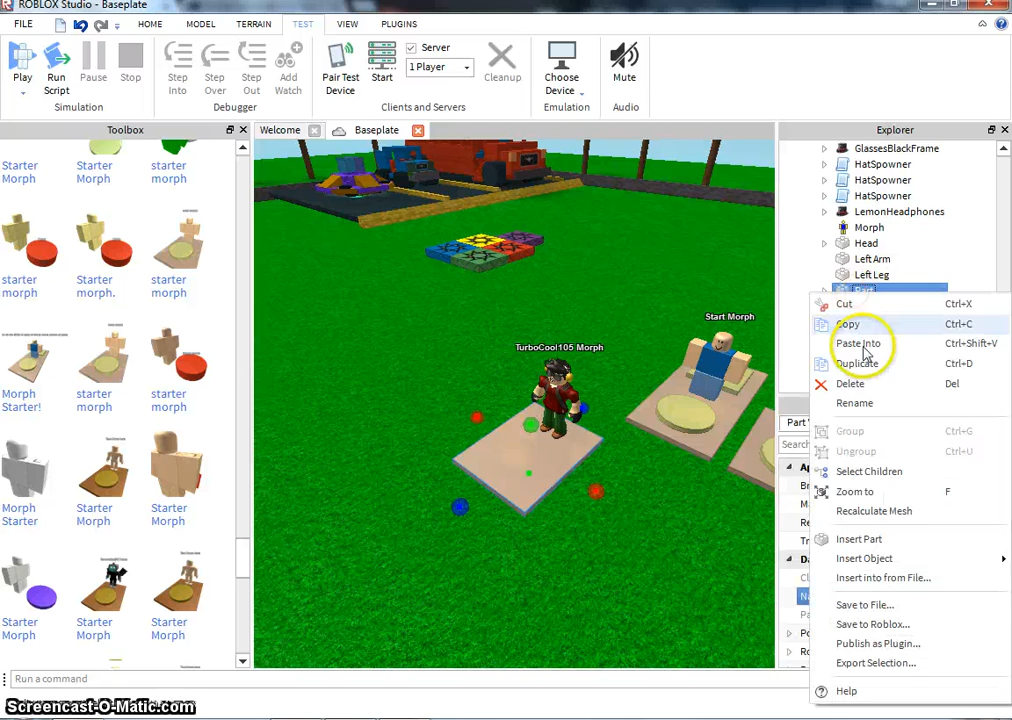 ROBLOX Studio - Baseplate
FILE HOME MODEL TERRAIN TEST VIEW PLUGINS
Play Run Script Pause Stop
Simulation
Step Into Step Over Step Out Add Watch
Debugger
Pair Test Device Start Server 1 Player Cleanup
Clients and Servers
Choose Device
Emulation
Mute
Audio
Toolbox
Welcome Baseplate
Explorer
Starter Morph
Starter Morph
starter morph
starter morph
starter morph.
starter morph
Morph Starter!
starter morph
starter morph
Morph Starter
Starter Morph
Starter Morph
Starter Morph
Starter Morph
Starter Morph
Start Morph
TurboCool105 Morph
GlassesBlackFrame
HatSpawner
HatSpawner
HatSpawner
LemonHeadphones
Morph
Head
Left Arm
Left Leg
Part
Cut Ctrl+X
Copy Ctrl+C
Paste Into Ctrl+Shift+V
Duplicate Ctrl+D
Delete Del
Rename
Group Ctrl+G
Ungroup Ctrl+U
Select Children
Zoom to F
Recalculate Mesh
Insert Part
Insert Object
Insert into from File...
Save to File...
Save to Roblox...
Publish as Plugin...
Export Selection...
Help
Part
Run a command
Screencast-O-Matic.com